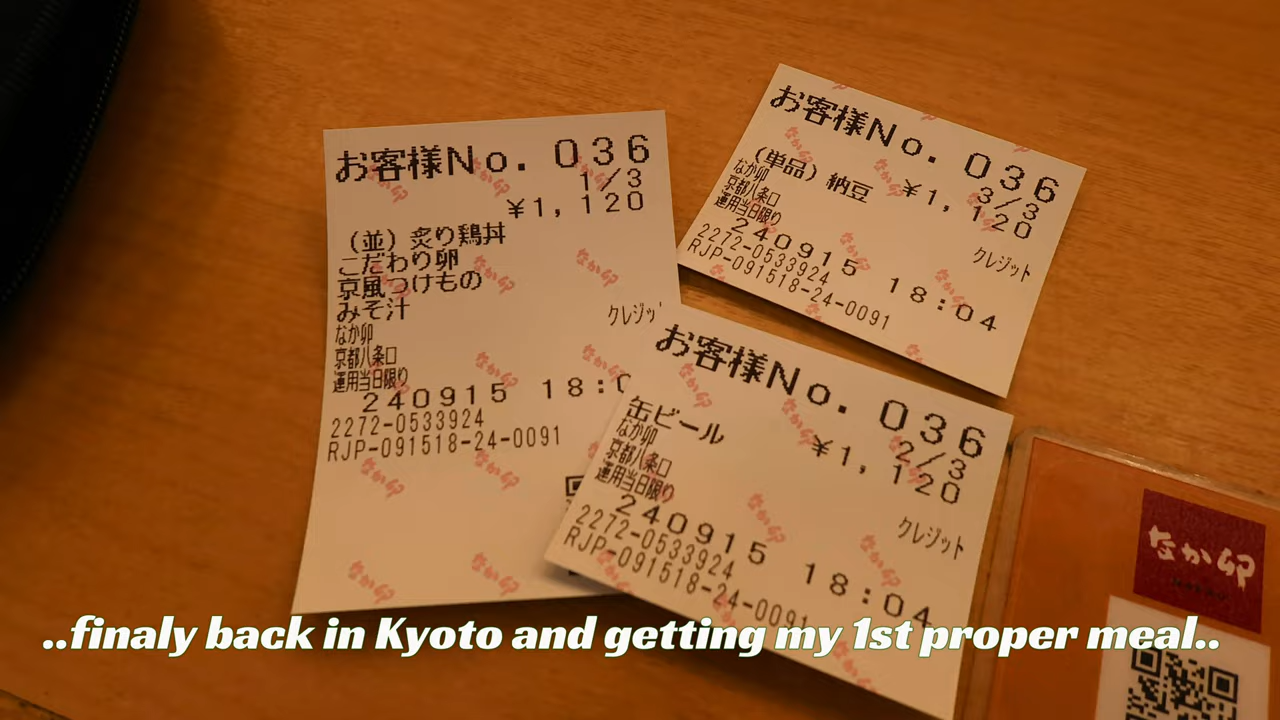 お客様No. 036
1/3
¥1,120
(並)炙り鶏丼
こだわり卵
京風つけもの
みそ汁
クレジッ
なか卯
京都八条口
運用当日限り
240915 18:0
2272-0533924
RJP-091518-24-0091
お客様No. 036
3/3
(単品)納豆 ¥1,120
なか卯
京都八条口
運用当日限り
クレジット
240915 18:04
2272-0533924
RJP-091518-24-0091
お客様No. 036
2/3
缶ビール ¥1,120
なか卯
京都八条口
運用当日限り
クレジット
240915 18:04
2272-0533924
RJP-091518-24-0091
なか卯
..finaly back in Kyoto and getting my 1st proper meal..